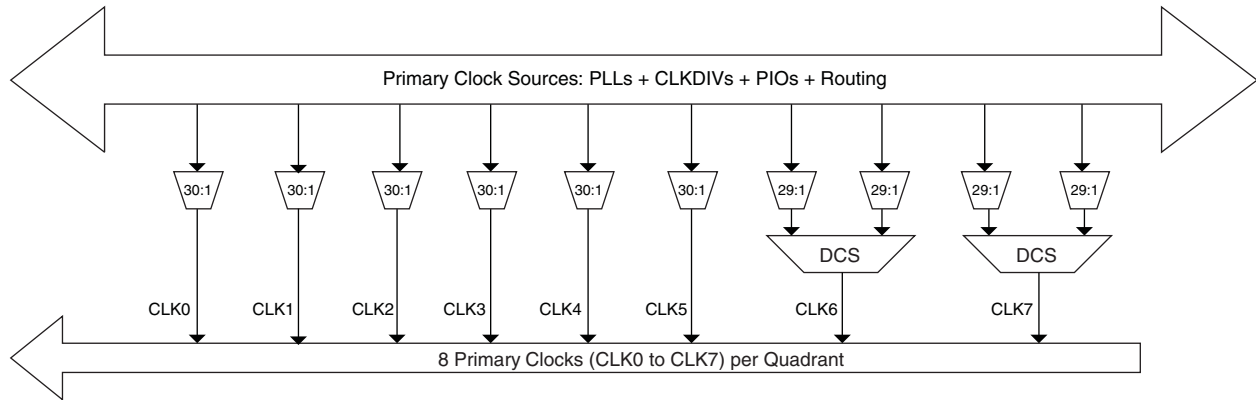 Primary Clock Sources: PLLs + CLKDIVs + PIOs + Routing
30:1
30:1
30:1
30:1
30:1
30:1
29:1
29:1
29:1
29:1
DCS
DCS
CLK0
CLK1
CLK2
CLK3
CLK4
CLK5
CLK6
CLK7
8 Primary Clocks (CLK0 to CLK7) per Quadrant